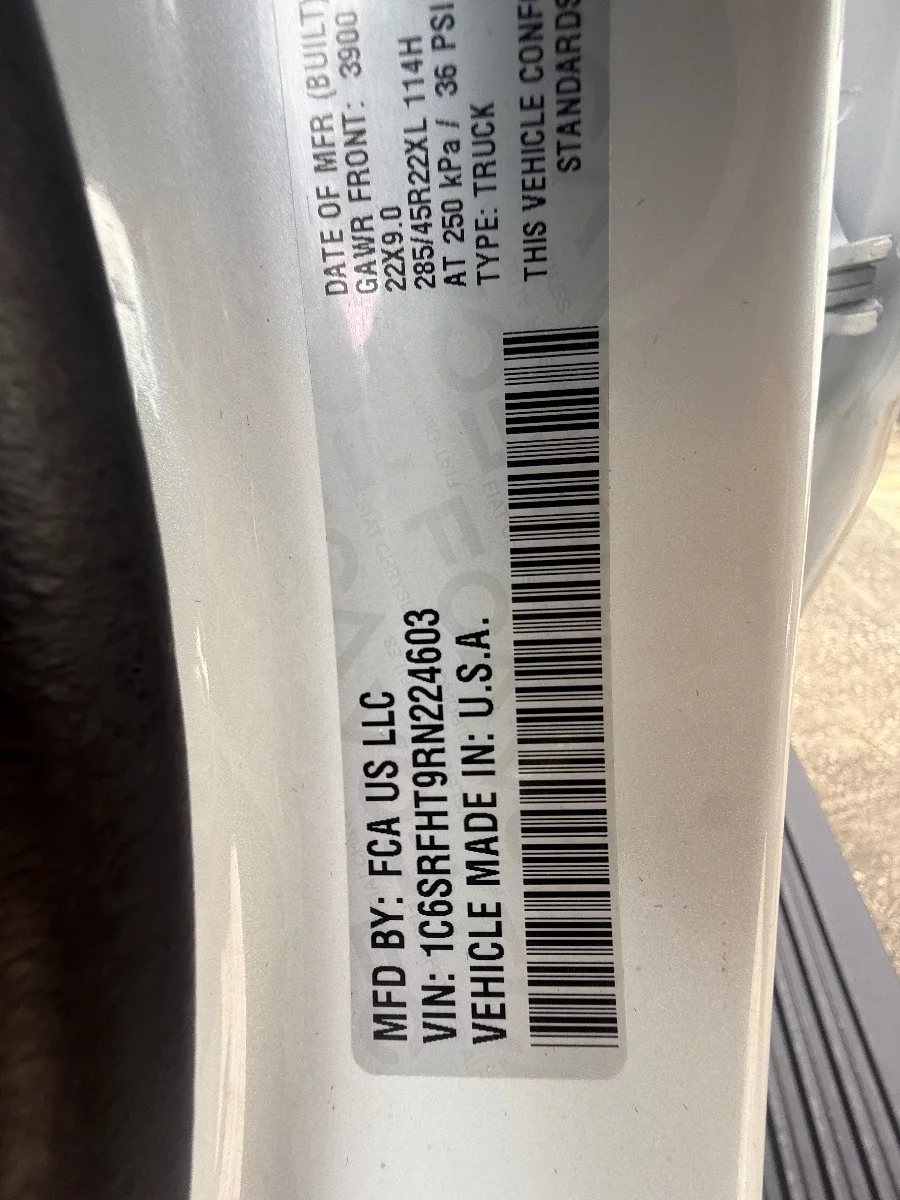 MFD BY: FCA US LLC
VIN: 1C6SRFHT9RN224603
VEHICLE MADE IN: U.S.A.
DATE OF MFR (BUILT)
GAWR FRONT: 3900
22X9.0
285/45R22XL 114H
AT 250 kPa / 36 PSI
TYPE: TRUCK
THIS VEHICLE CONF
STANDARDS